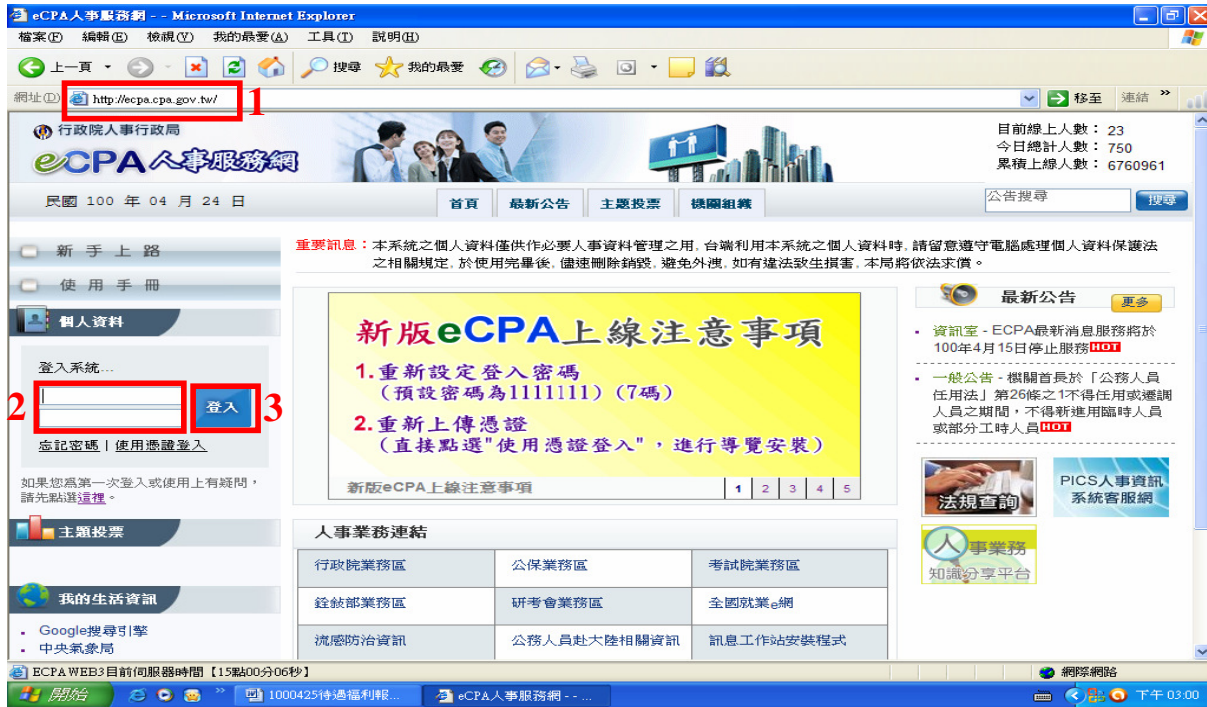 eCPA人事服務網 - - Microsoft Internet Explorer
檔案(F) 編輯(E) 檢視(V) 我的最愛(A) 工具(T) 說明(H)
上一頁 搜尋 我的最愛
網址(D) http://ecpa.cpa.gov.tw/ 1 移至 連結 »
行政院人事行政局
eCPA人事服務網
目前線上人數： 23
今日總計人數： 750
累積上線人數： 6760961
民國 100 年 04 月 24 日
首頁 最新公告 主題投票 機關組織
公告搜尋 搜尋
新 手 上 路
使 用 手 冊
個人資料
登入系統...
2 登入 3
忘記密碼 | 使用憑證登入
如果您為第一次登入或使用上有疑問，
請先點選這裡。
主題投票
我的生活資訊
Google搜尋引擎
中央氣象局
重要訊息：本系統之個人資料僅供作必要人事資料管理之用, 台端利用本系統之個人資料時, 請留意遵守電腦處理個人資料保護法
之相關規定, 於使用完畢後, 儘速刪除銷毀, 避免外洩, 如有違法致生損害, 本局將依法求償。
新版eCPA上線注意事項
1.重新設定登入密碼
(預設密碼為1111111) (7碼)
2.重新上傳憑證
(直接點選"使用憑證登入"，進行導覽安裝)
新版eCPA上線注意事項 1 2 3 4 5
人事業務連結
行政院業務區 公保業務區 考試院業務區
銓敘部業務區 研考會業務區 全國就業e網
流感防治資訊 公務人員赴大陸相關資訊 訊息工作站安裝程式
最新公告 更多
資訊室 - ECPA最新消息服務將於
100年4月15日停止服務HOT
一般公告 - 機關首長於「公務人員
任用法」第26條之1不得任用或遷調
人員之期間，不得新進用臨時人員
或部分工時人員HOT
法規查詢
PICS人事資訊
系統客服網
人事業務
知識分享平台
ECPAWEB3目前伺服器時間【15點00分06秒】 網際網路
開始 » 1000425待遇福利報... eCPA人事服務網 - - ... 下午 03:00